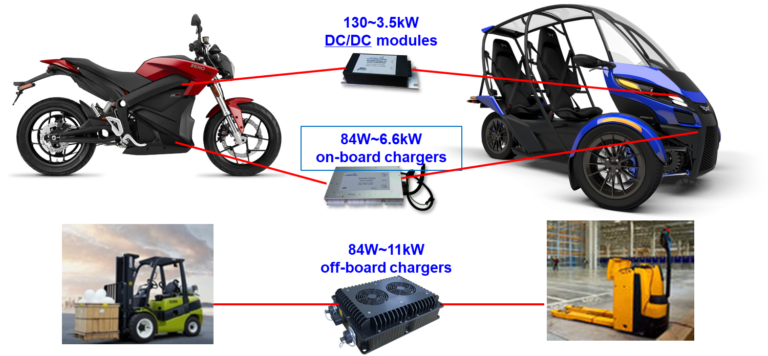 130~3.5kW
DC/DC modules
84W~6.6kW
on-board chargers
84W~11kW
off-board chargers